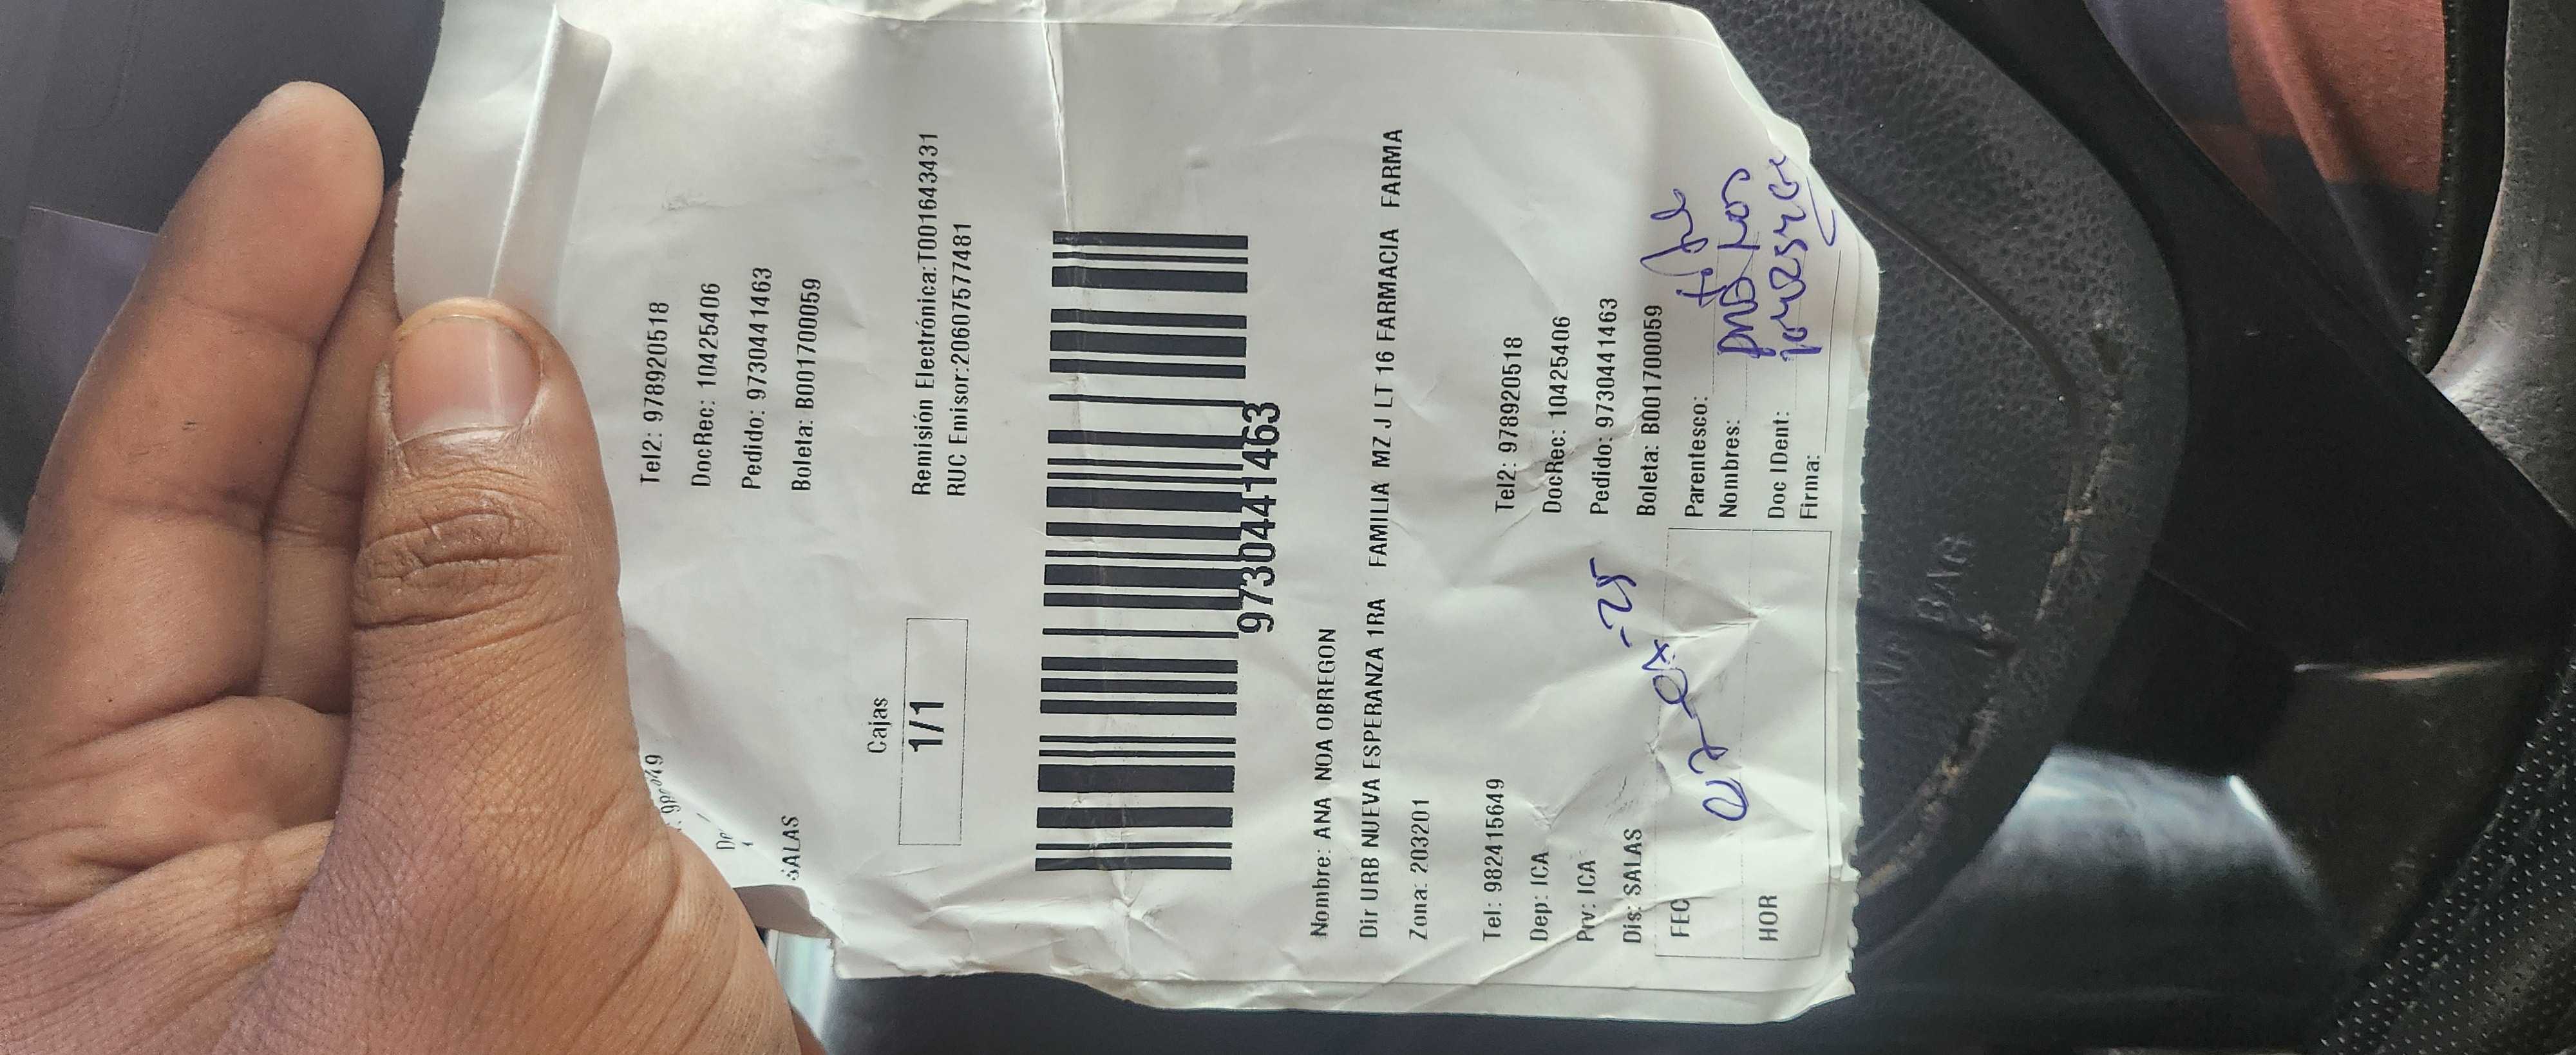 Tel2: 978920518
DocRec: 10425406
Pedido: 9730441463
SALAS
Boleta: B001700059
Cajas
1/1
Remisión Electrónica:T001643431
RUC Emisor:20607577481
9730441463
Nombre: ANA NOA OBREGON
Dir URB NUEVA ESPERANZA 1RA FAMILIA MZ J LT 16 FARMACIA FARMA
Zona: 203201
Tel: 982415649
Tel2: 978920518
Dep: ICA
DocRec: 10425406
Prv: ICA
Pedido: 9730441463
Dis: SALAS
Boleta: B001700059
FEC
Parentesco:
Nombres:
HOR
Doc IDent:
Firma:
AIR BAG